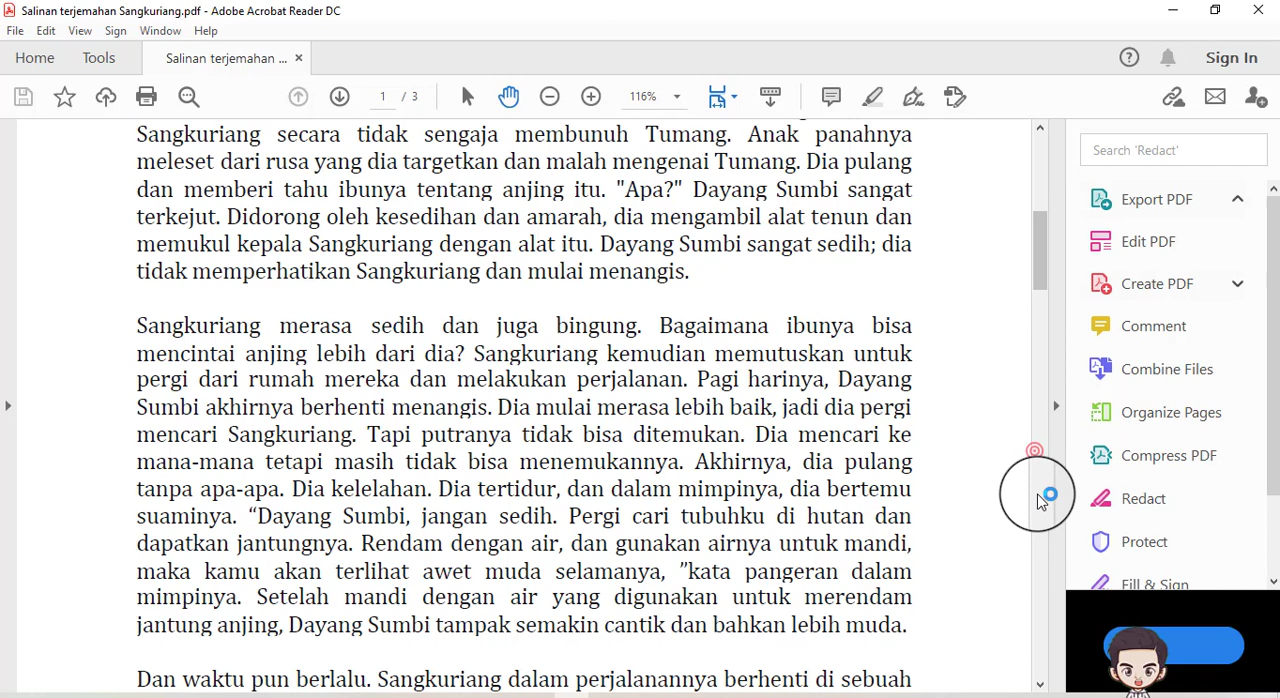 Salinan terjemahan Sangkuriang.pdf - Adobe Acrobat Reader DC
File Edit View Sign Window Help
Home Tools Salinan terjemahan ... × Sign In
1 / 3 116%
Sangkuriang secara tidak sengaja membunuh Tumang. Anak panahnya
meleset dari rusa yang dia targetkan dan malah mengenai Tumang. Dia pulang
dan memberi tahu ibunya tentang anjing itu. "Apa?" Dayang Sumbi sangat
terkejut. Didorong oleh kesedihan dan amarah, dia mengambil alat tenun dan
memukul kepala Sangkuriang dengan alat itu. Dayang Sumbi sangat sedih; dia
tidak memperhatikan Sangkuriang dan mulai menangis.
Sangkuriang merasa sedih dan juga bingung. Bagaimana ibunya bisa
mencintai anjing lebih dari dia? Sangkuriang kemudian memutuskan untuk
pergi dari rumah mereka dan melakukan perjalanan. Pagi harinya, Dayang
Sumbi akhirnya berhenti menangis. Dia mulai merasa lebih baik, jadi dia pergi
mencari Sangkuriang. Tapi putranya tidak bisa ditemukan. Dia mencari ke
mana-mana tetapi masih tidak bisa menemukannya. Akhirnya, dia pulang
tanpa apa-apa. Dia kelelahan. Dia tertidur, dan dalam mimpinya, dia bertemu
suaminya. “Dayang Sumbi, jangan sedih. Pergi cari tubuhku di hutan dan
dapatkan jantungnya. Rendam dengan air, dan gunakan airnya untuk mandi,
maka kamu akan terlihat awet muda selamanya, ”kata pangeran dalam
mimpinya. Setelah mandi dengan air yang digunakan untuk merendam
jantung anjing, Dayang Sumbi tampak semakin cantik dan bahkan lebih muda.
Dan waktu pun berlalu. Sangkuriang dalam perjalanannya berhenti di sebuah
Search 'Redact'
Export PDF
Edit PDF
Create PDF
Comment
Combine Files
Organize Pages
Compress PDF
Redact
Protect
Fill & Sign